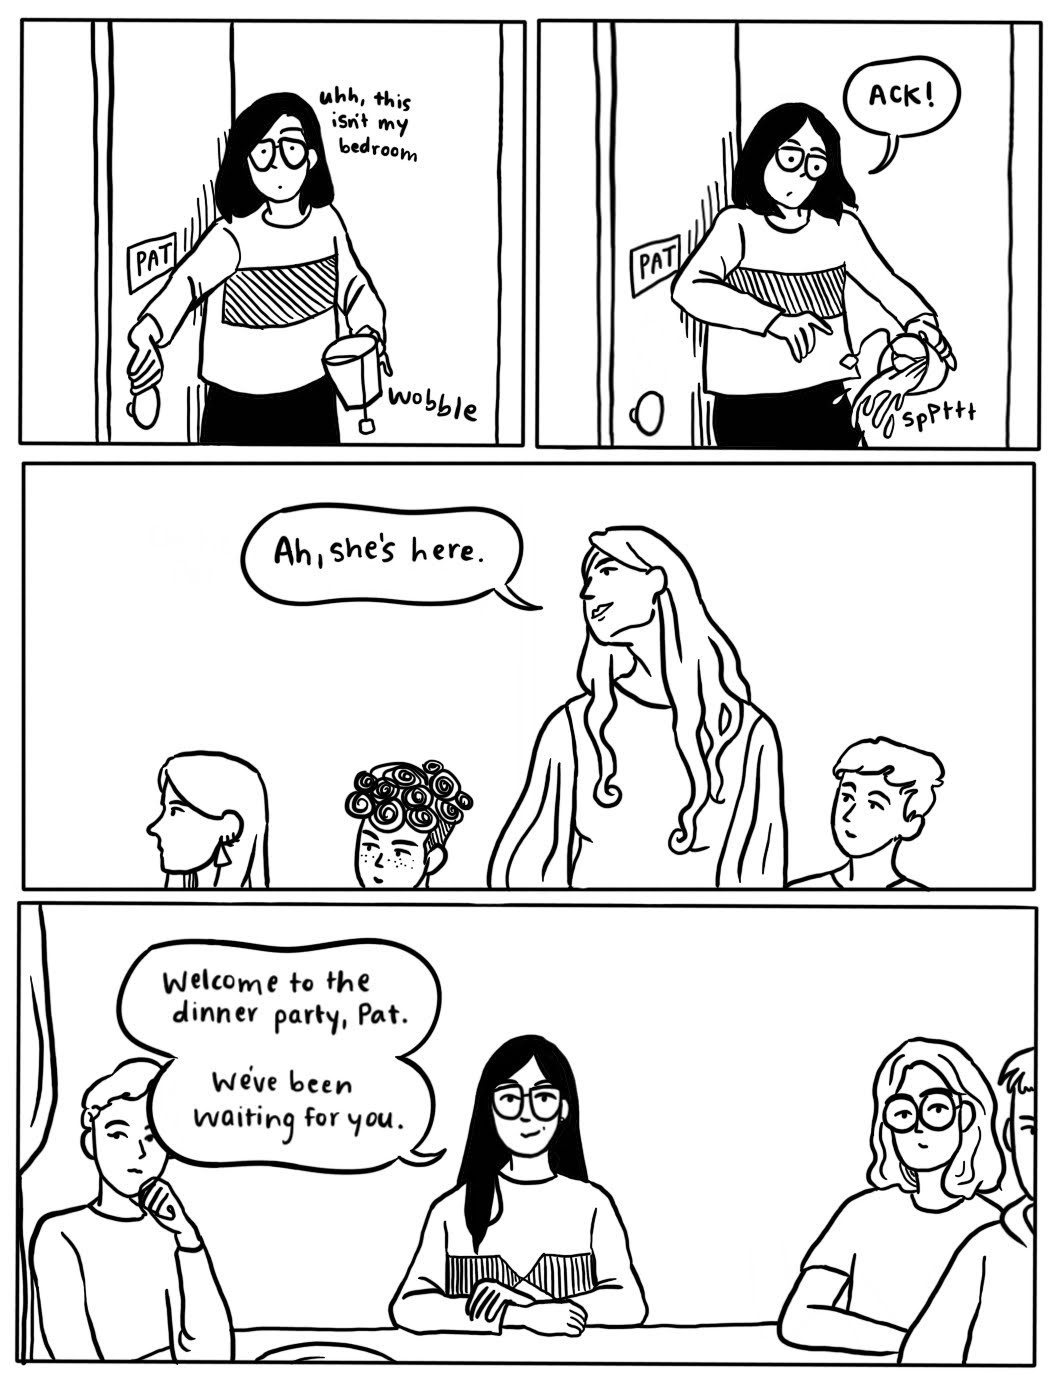 uhh, this
isn't my
bedroom
PAT
wobble
ACK!
PAT
spPttt
Ah, she's here.
Welcome to the
dinner party, Pat.
We've been
waiting for you.